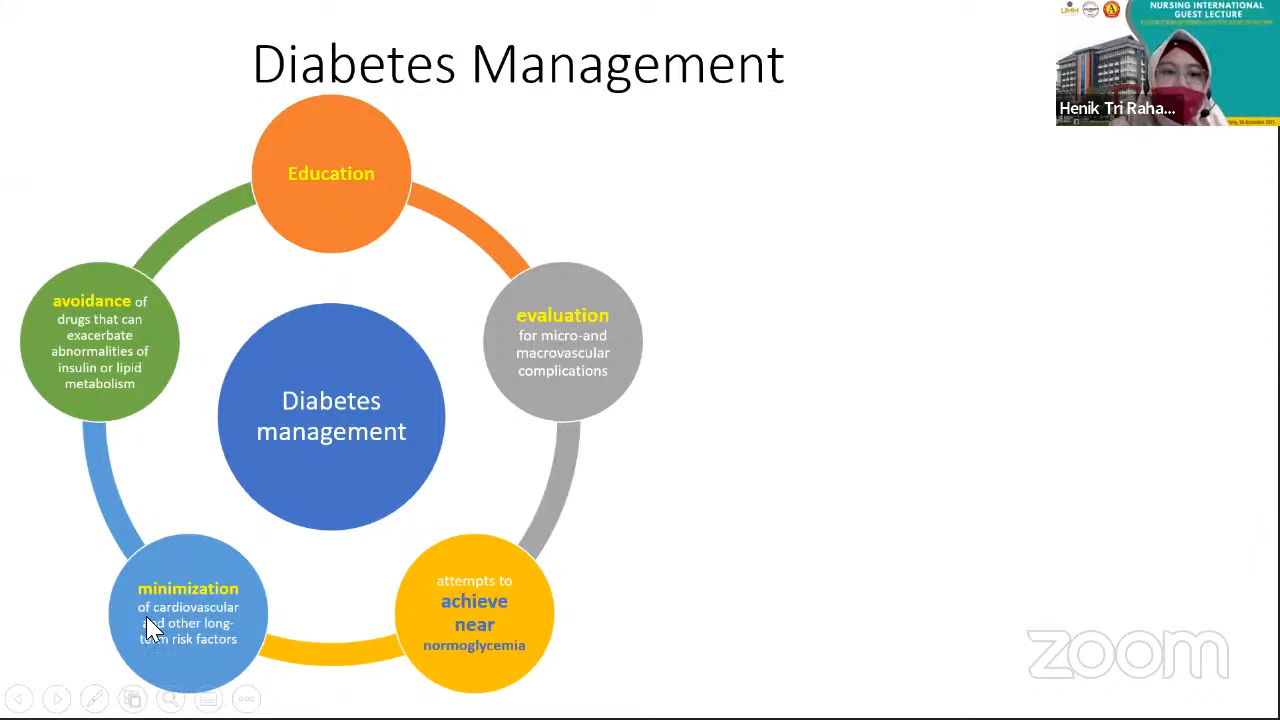 Diabetes Management
NURSING INTERNATIONAL
GUEST LECTURE
Henik Tri Raha...
Education
evaluation
for micro-and
macrovascular
complications
attempts to
achieve
near
normoglycemia
minimization
of cardiovascular
and other long-
term risk factors
avoidance of
drugs that can
exacerbate
abnormalities of
insulin or lipid
metabolism
Diabetes
management
zoom